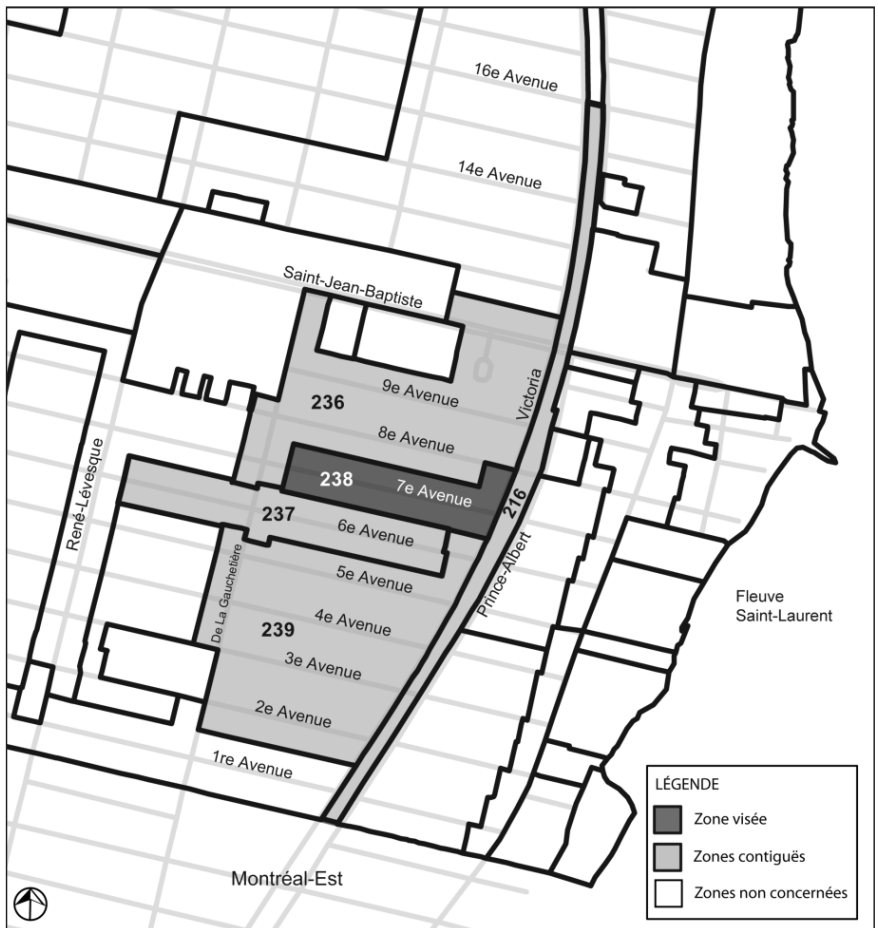 16e Avenue
14e Avenue
Saint-Jean-Baptiste
9e Avenue
Victoria
236
8e Avenue
238
7e Avenue
216
René-Lévesque
237
6e Avenue
5e Avenue
Prince-Albert
De La Gauchetière
4e Avenue
239
3e Avenue
2e Avenue
1re Avenue
Fleuve
Saint-Laurent
Montréal-Est
LÉGENDE
Zone visée
Zones contiguës
Zones non concernées